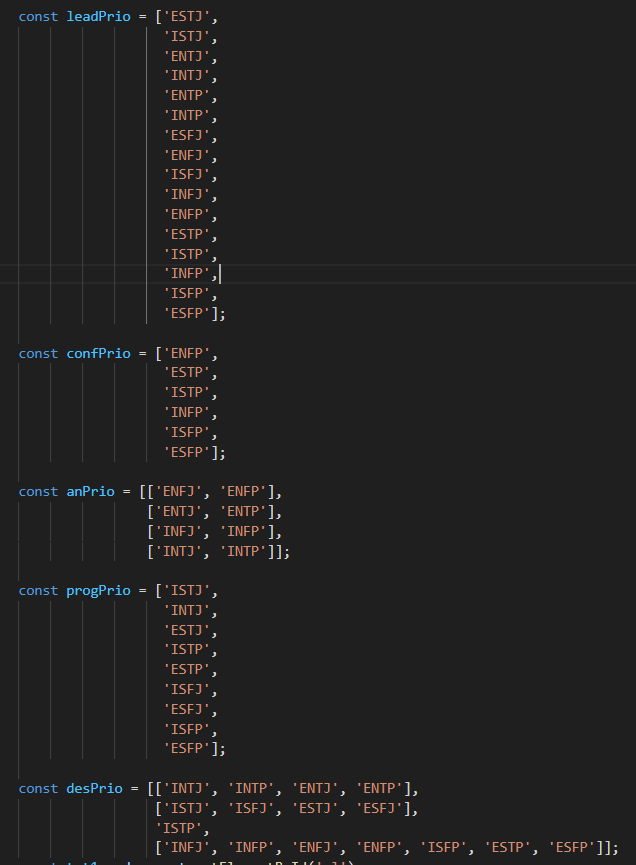 const leadPrio = ['ESTJ',
'ISTJ',
'ENTJ',
'INTJ',
'ENTP',
'INTP',
'ESFJ',
'ENFJ',
'ISFJ',
'INFJ',
'ENFP',
'ESTP',
'ISTP',
'INFP',
'ISFP',
'ESFP'];
const confPrio = ['ENFP',
'ESTP',
'ISTP',
'INFP',
'ISFP',
'ESFP'];
const anPrio = [['ENFJ', 'ENFP'],
['ENTJ', 'ENTP'],
['INFJ', 'INFP'],
['INTJ', 'INTP']];
const progPrio = ['ISTJ',
'INTJ',
'ESTJ',
'ISTP',
'ESTP',
'ISFJ',
'ESFJ',
'ISFP',
'ESFP'];
const desPrio = [['INTJ', 'INTP', 'ENTJ', 'ENTP'],
['ISTJ', 'ISFJ', 'ESTJ', 'ESFJ'],
'ISTP',
['INFJ', 'INFP', 'ENFJ', 'ENFP', 'ISFP', 'ESTP', 'ESFP']];